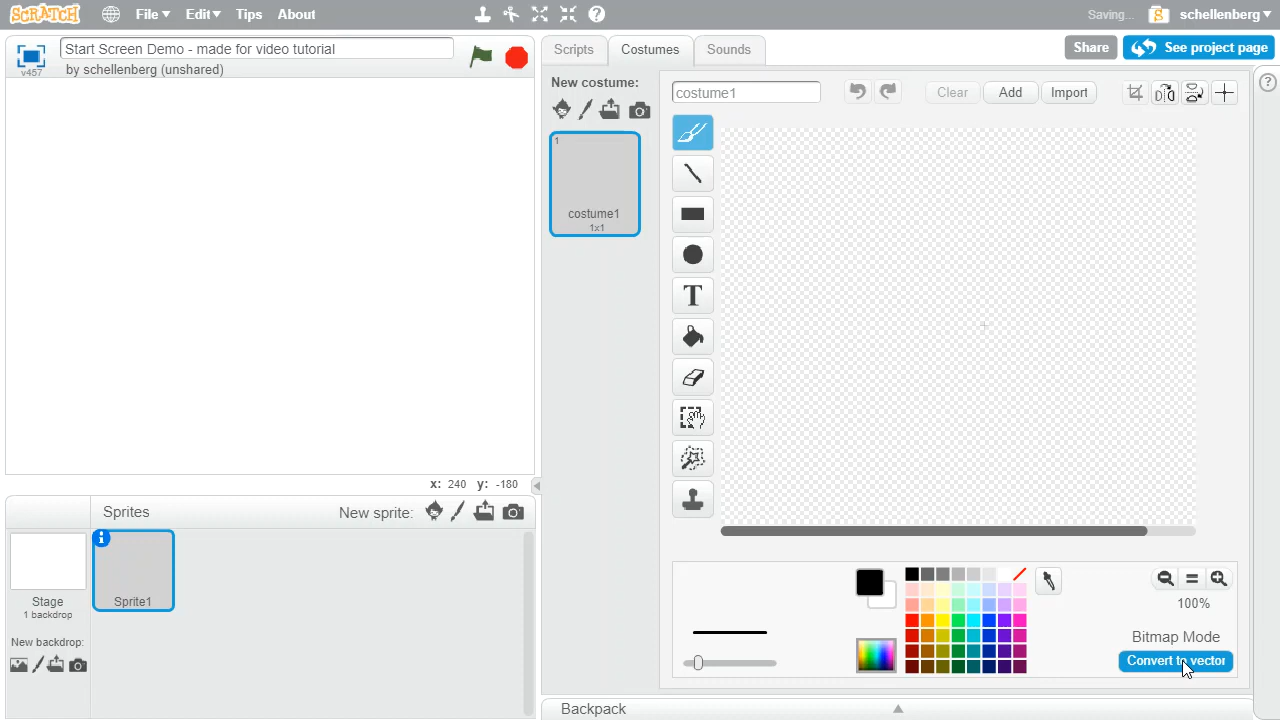 SCRATCH File Edit Tips About Saving... schellenberg
Start Screen Demo - made for video tutorial
by schellenberg (unshared)
v457
Scripts Costumes Sounds
Share See project page
New costume:
costume1
Clear Add Import
1
costume1
1x1
T
x: 240 y: -180
Sprites New sprite:
Stage
1 backdrop
Sprite1
New backdrop:
100%
Bitmap Mode
Convert to vector
Backpack